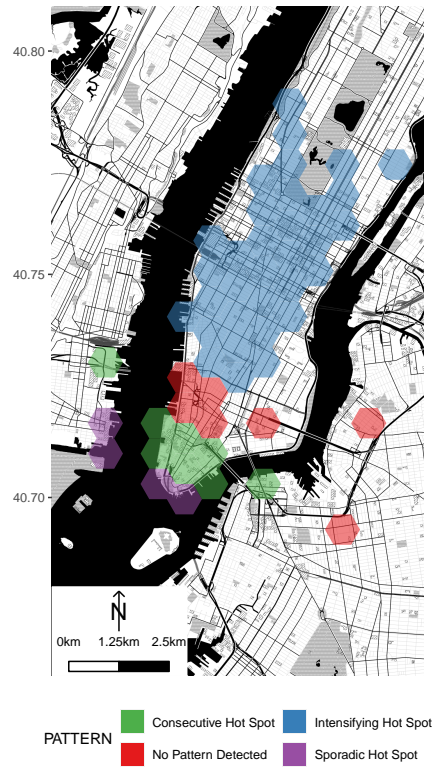 40.80
40.75
40.70
N
0km 1.25km 2.5km
PATTERN
Consecutive Hot Spot Intensifying Hot Spot
No Pattern Detected Sporadic Hot Spot